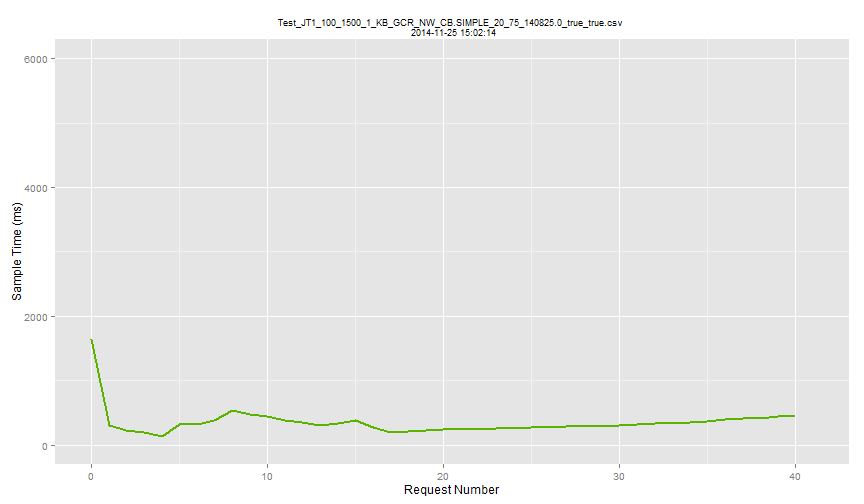 Test_JT1_100_1500_1_KB_GCR_NW_CB.SIMPLE_20_75_140825.0_true_true.csv
2014-11-25 15:02:14
6000
4000
2000
0
Sample Time (ms)
0 10 20 30 40
Request Number